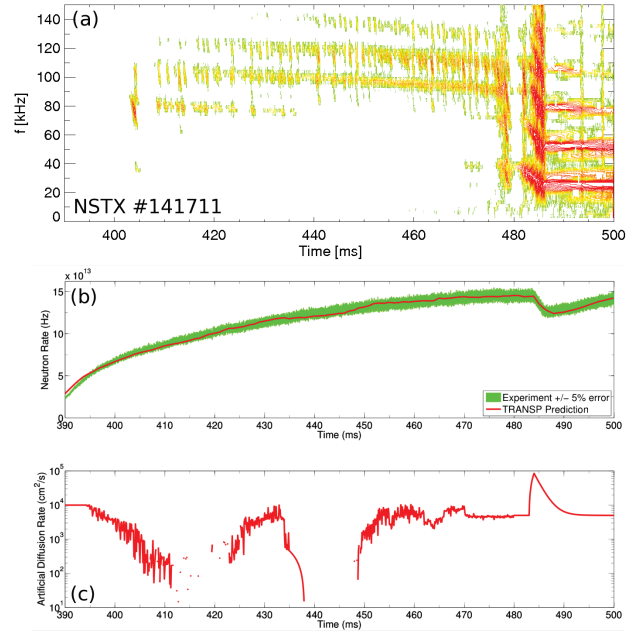 (a)
140
120
100
80
60
40
20
0
f [kHz]
NSTX #141711
400 420 440 460 480 500
Time [ms]
x 10^13
(b)
15
10
5
0
Neutron Rate (Hz)
Experiment +/- 5% error
TRANSP Prediction
390 400 410 420 430 440 450 460 470 480 490 500
Time (ms)
10^5
10^4
10^3
10^2
10^1
Artificial Diffusion Rate (cm^2/s)
(c)
390 400 410 420 430 440 450 460 470 480 490 500
Time (ms)